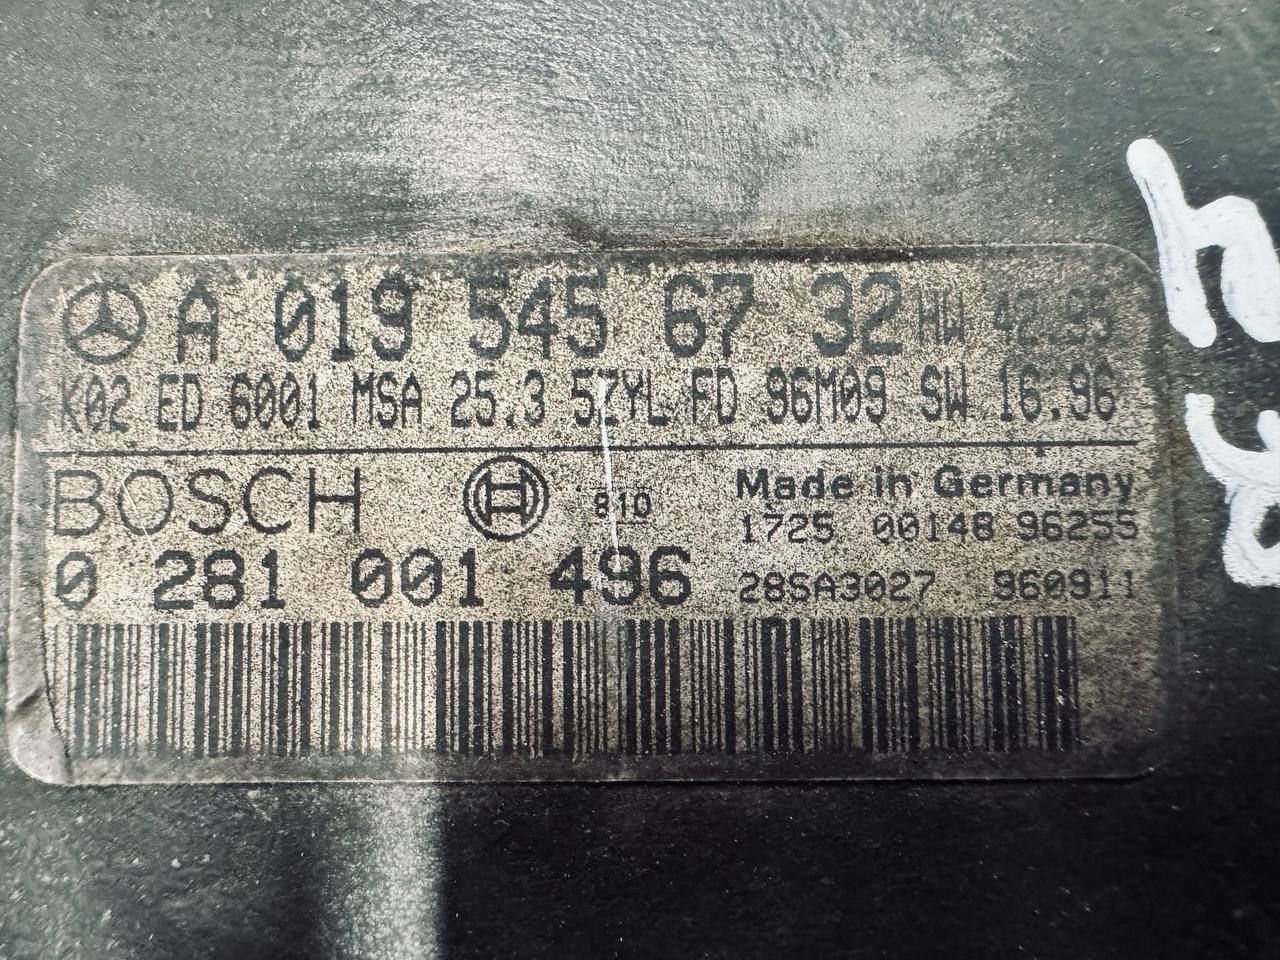 A 019 545 67 32 HW 42.95
K02 ED 6001 MSA 25.3 57YL FD 96M09 SW 16.96
BOSCH 810 Made in Germany
1725 00148 96255
0 281 001 496 28SA3027 960911